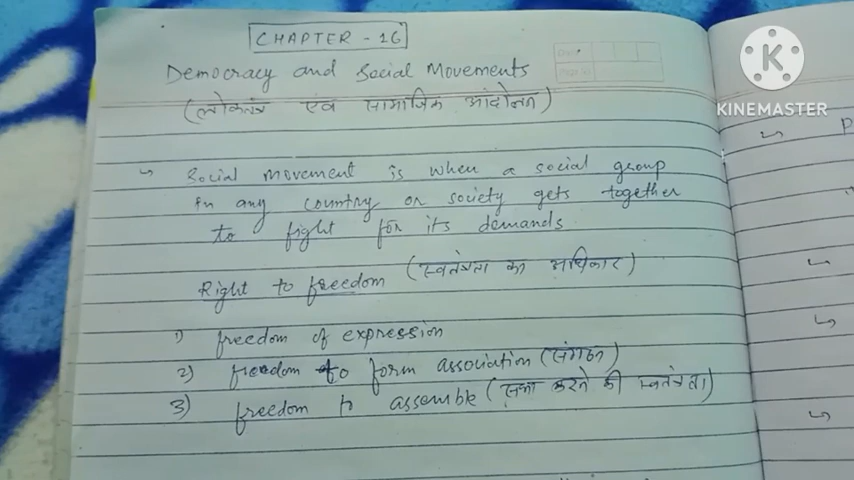 CHAPTER - 16
Democracy and Social Movements
(लोकतंत्र एवं सामाजिक आंदोलन)
Social movement is when a social group
in any country or society gets together
to fight for its demands
Right to freedom (स्वतंत्रता का अधिकार)
1) freedom of expression
2) freedom to form association (संगठन)
3) freedom to assemble (सभा करने की स्वतंत्रता)
K
KINEMASTER